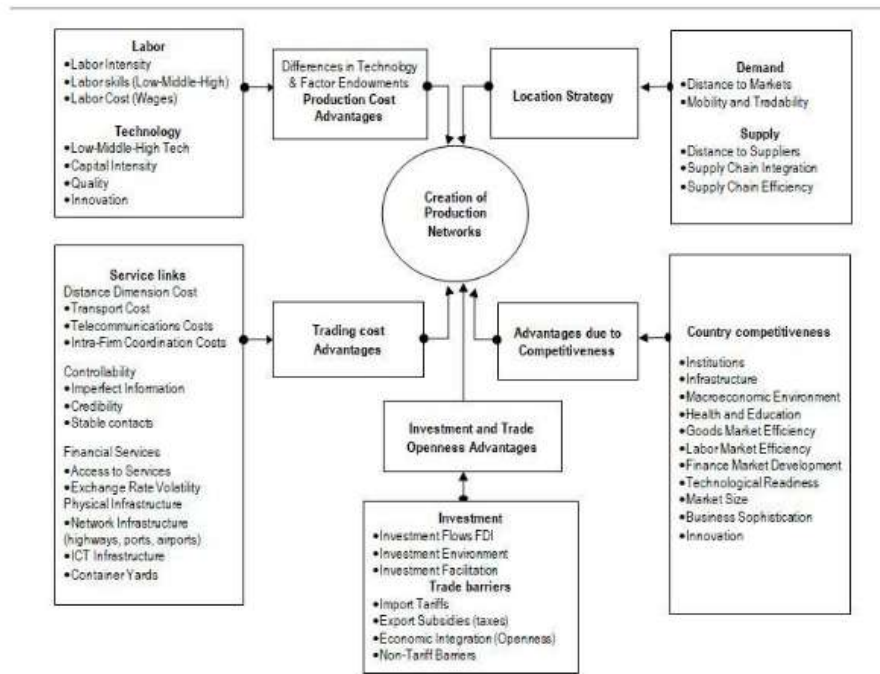 Labor
•Labor Intensity
•Labor skills (Low-Middle-High)
•Labor Cost (Wages)
Technology
•Low-Middle-High Tech
•Capital Intensity
•Quality
•Innovation
Differences in Technology
& Factor Endowments
Production Cost
Advantages
Location Strategy
Demand
•Distance to Markets
•Mobility and Tradability
Supply
•Distance to Suppliers
•Supply Chain Integration
•Supply Chain Efficiency
Creation of
Production
Networks
Service links
Distance Dimension Cost
•Transport Cost
•Telecommunications Costs
•Intra-Firm Coordination Costs
Controllability
•Imperfect Information
•Credibility
•Stable contacts
Financial Services
•Access to Services
•Exchange Rate Volatility
Physical Infrastructure
•Network Infrastructure
(highways, ports, airports)
•ICT Infrastructure
•Container Yards
Trading cost
Advantages
Advantages due to
Competitiveness
Country competitiveness
•Institutions
•Infrastructure
•Macroeconomic Environment
•Health and Education
•Goods Market Efficiency
•Labor Market Efficiency
•Finance Market Development
•Technological Readiness
•Market Size
•Business Sophistication
•Innovation
Investment and Trade
Openness Advantages
Investment
•Investment Flows FDI
•Investment Environment
•Investment Facilitation
Trade barriers
•Import Tariffs
•Export Subsidies (taxes)
•Economic Integration (Openness)
•Non-Tariff Barriers